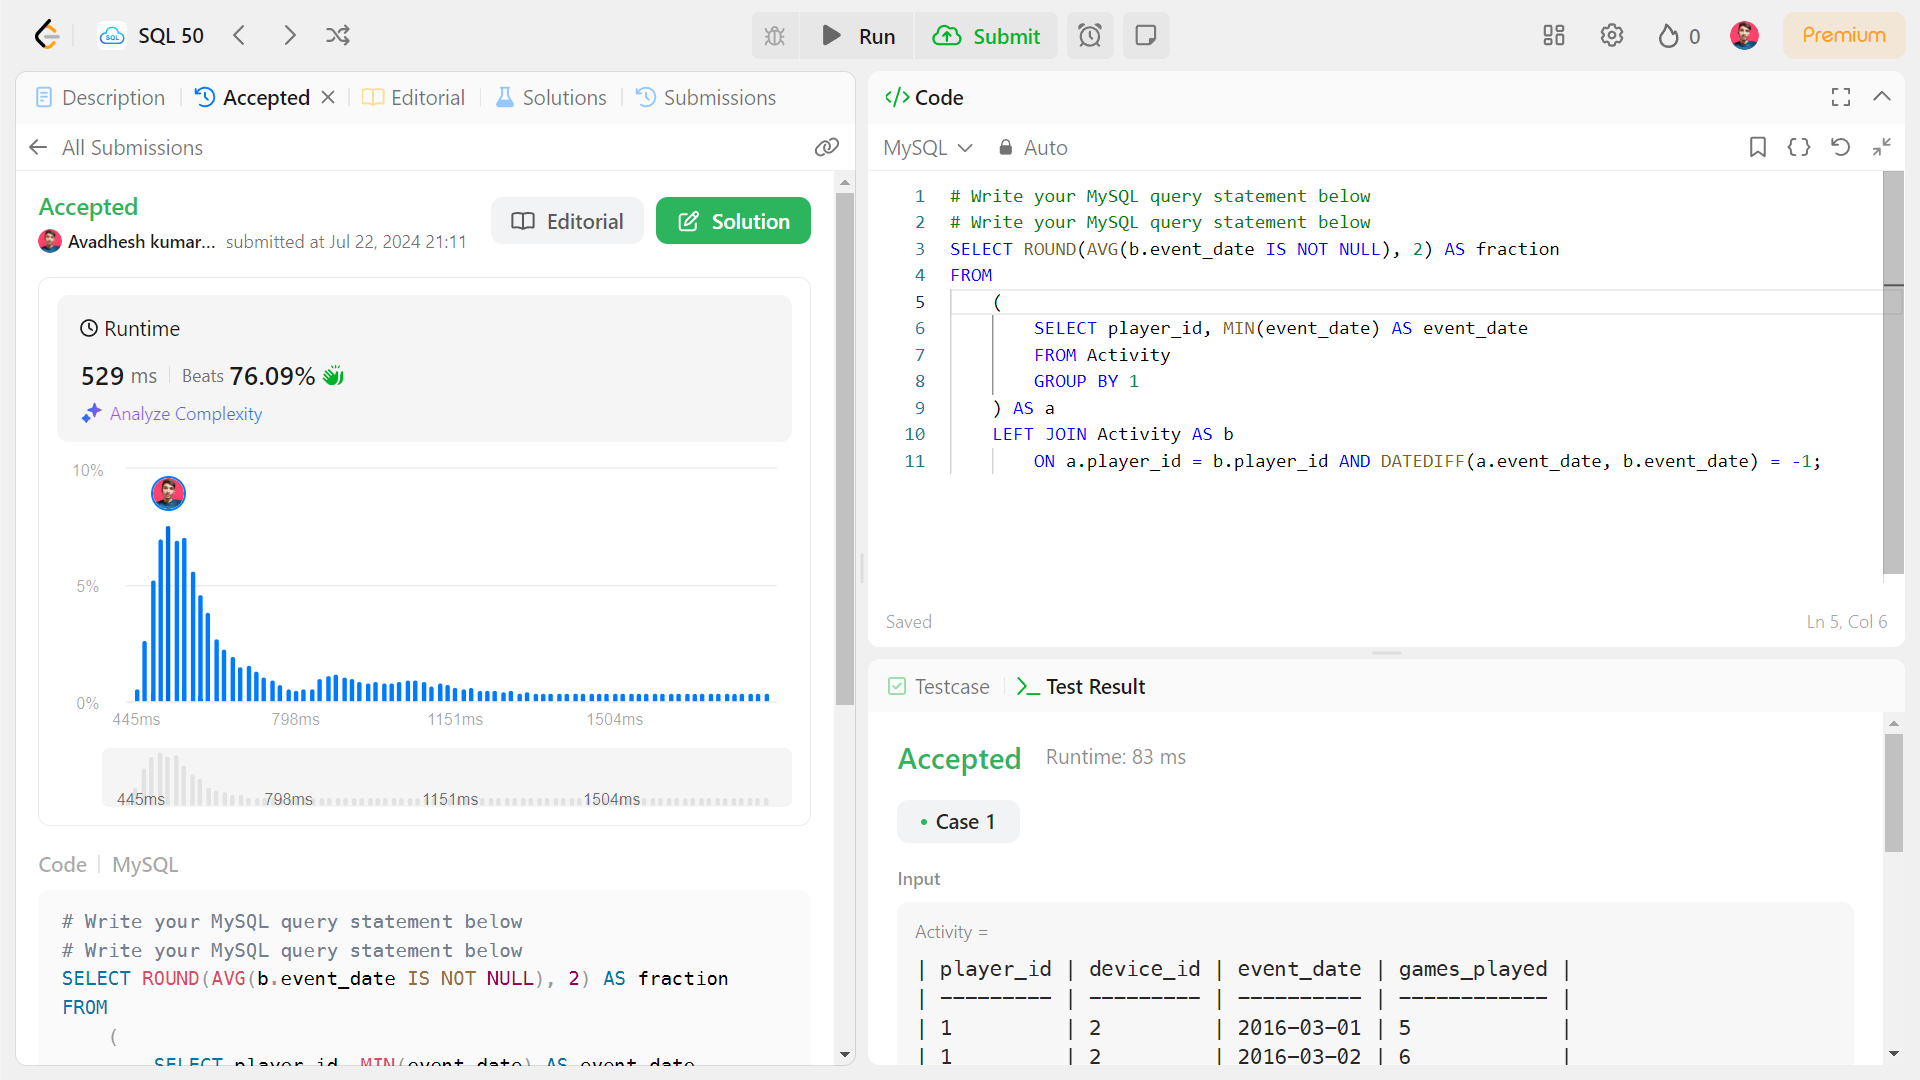 SQL 50
Run
Submit
0
Premium
Description
Accepted
Editorial
Solutions
Submissions
All Submissions
Accepted
Editorial
Solution
Avadhesh kumar... submitted at Jul 22, 2024 21:11
Runtime
529 ms Beats 76.09%
Analyze Complexity
10%
5%
0%
445ms 798ms 1151ms 1504ms
445ms 798ms 1151ms 1504ms
Code MySQL
# Write your MySQL query statement below
# Write your MySQL query statement below
SELECT ROUND(AVG(b.event_date IS NOT NULL), 2) AS fraction
FROM
(
SELECT player_id, MIN(event_date) AS event_date
</> Code
MySQL Auto
1 # Write your MySQL query statement below
2 # Write your MySQL query statement below
3 SELECT ROUND(AVG(b.event_date IS NOT NULL), 2) AS fraction
4 FROM
5 (
6 SELECT player_id, MIN(event_date) AS event_date
7 FROM Activity
8 GROUP BY 1
9 ) AS a
10 LEFT JOIN Activity AS b
11 ON a.player_id = b.player_id AND DATEDIFF(a.event_date, b.event_date) = -1;
Saved
Ln 5, Col 6
Testcase
Test Result
Accepted Runtime: 83 ms
• Case 1
Input
Activity =
| player_id | device_id | event_date | games_played |
| --------- | --------- | ---------- | ------------ |
| 1 | 2 | 2016-03-01 | 5 |
| 1 | 2 | 2016-03-02 | 6 |